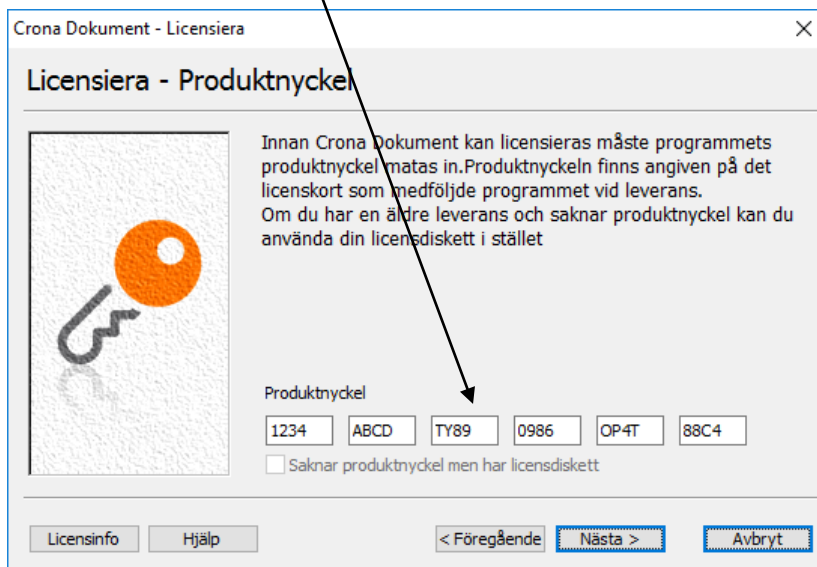 Crona Dokument - Licensiera
Licensiera - Produktnyckel
Innan Crona Dokument kan licensieras måste programmets
produktnyckel matas in.Produktnyckeln finns angiven på det
licenskort som medföljde programmet vid leverans.
Om du har en äldre leverans och saknar produktnyckel kan du
använda din licensdiskett i stället
Produktnyckel
1234 ABCD TY89 0986 OP4T 88C4
Saknar produktnyckel men har licensdiskett
Licensinfo Hjälp < Föregående Nästa > Avbryt